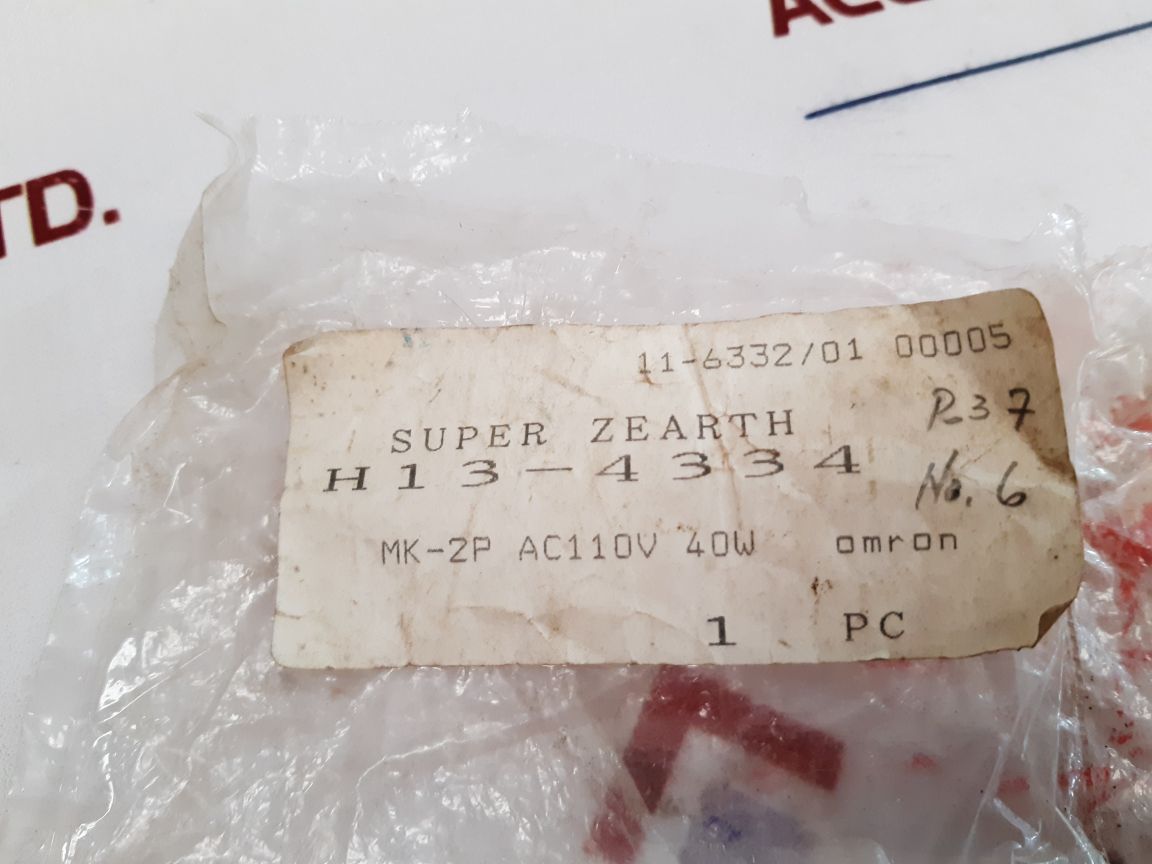 TD.
11-6332/01 00005
SUPER ZEARTH
R37
H13-4334
No. 6
MK-2P AC110V 40W omron
1 PC